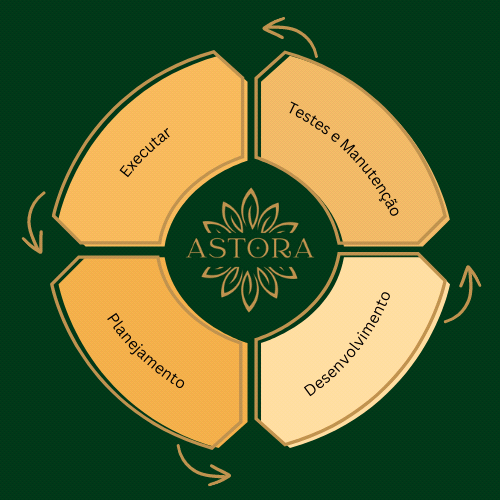 Executar
Testes e Manutenção
ASTORA
Planejamento
Desenvolvimento